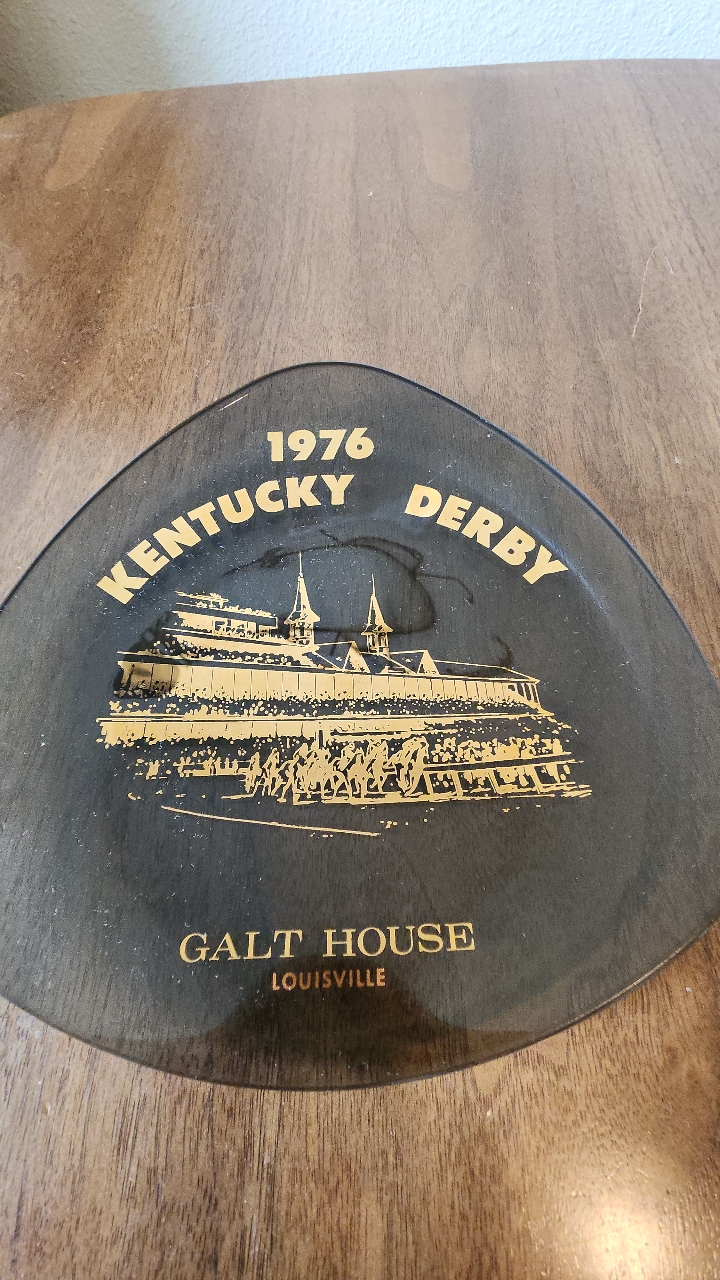 1976
KENTUCKY DERBY
GALT HOUSE
LOUISVILLE